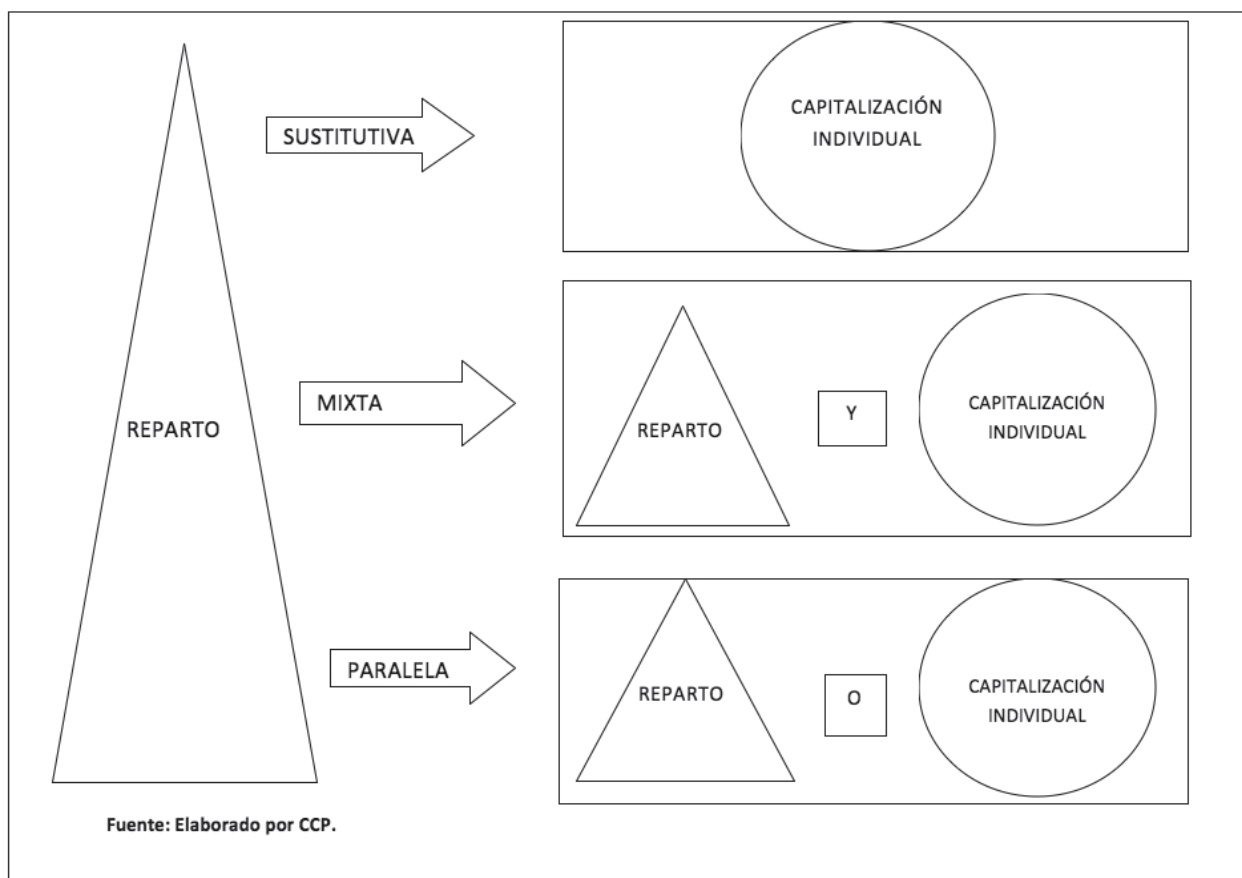 REPARTO
SUSTITUTIVA
CAPITALIZACIÓN
INDIVIDUAL
MIXTA
REPARTO
Y
CAPITALIZACIÓN
INDIVIDUAL
PARALELA
REPARTO
O
CAPITALIZACIÓN
INDIVIDUAL
Fuente: Elaborado por CCP.